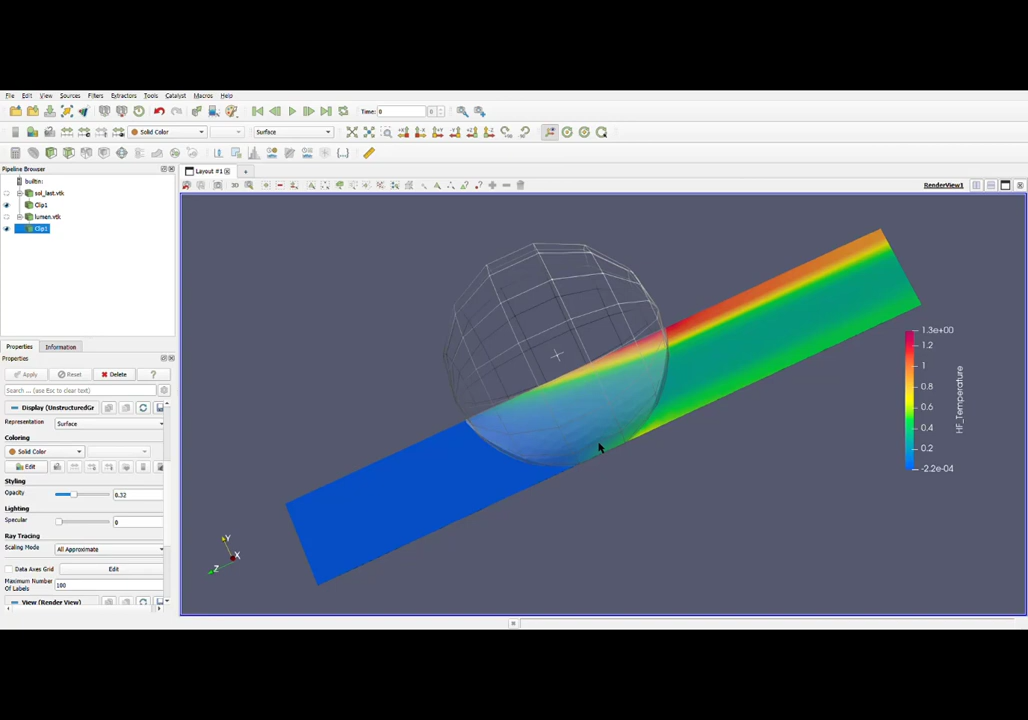 File Edit View Sources Filters Extractors Tools Catalyst Macros Help
Time: 0 0
Solid Color Surface
+X -X +Y -Y +Z -Z
Pipeline Browser
Layout #1
+
builtin:
3D
RenderView1
sol_last.vtk
Clip1
lumen.vtk
Clip1
Properties Information
Properties
Apply Reset Delete ?
Search ... (use Esc to clear text)
Display (UnstructuredGr
Representation Surface
Coloring
Solid Color
Edit
Styling
Opacity 0.32
Lighting
Specular 0
Ray Tracing
Scaling Mode All Approximate
Data Axes Grid Edit
Maximum Number
Of Labels 100
View (Render View)
1.3e+00
1.2
1
0.8
0.6
0.4
0.2
-2.2e-04
HF_Temperature
Y
X
Z